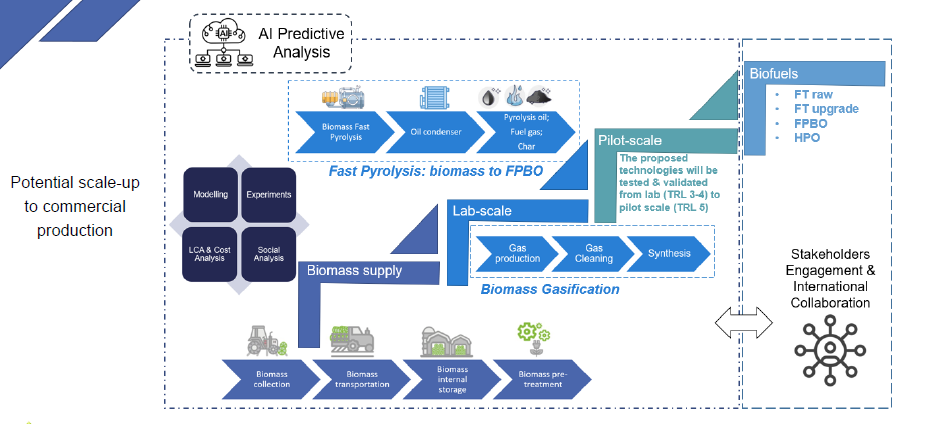 AI Predictive
Analysis
Biofuels
• FT raw
• FT upgrade
• FPBO
• HPO
Biomass Fast
Pyrolysis
Oil condenser
Pyrolysis oil;
Fuel gas;
Char
Fast Pyrolysis: biomass to FPBO
Pilot-scale
The proposed
technologies will be
tested & validated
from lab (TRL 3-4) to
pilot scale (TRL 5)
Potential scale-up
to commercial
production
Modelling
Experiments
LCA & Cost
Analysis
Social
Analysis
Lab-scale
Gas
production
Gas
Cleaning
Synthesis
Biomass Gasification
Biomass supply
Stakeholders
Engagement &
International
Collaboration
Biomass
collection
Biomass
transportation
Biomass
internal
storage
Biomass pre-
treatment